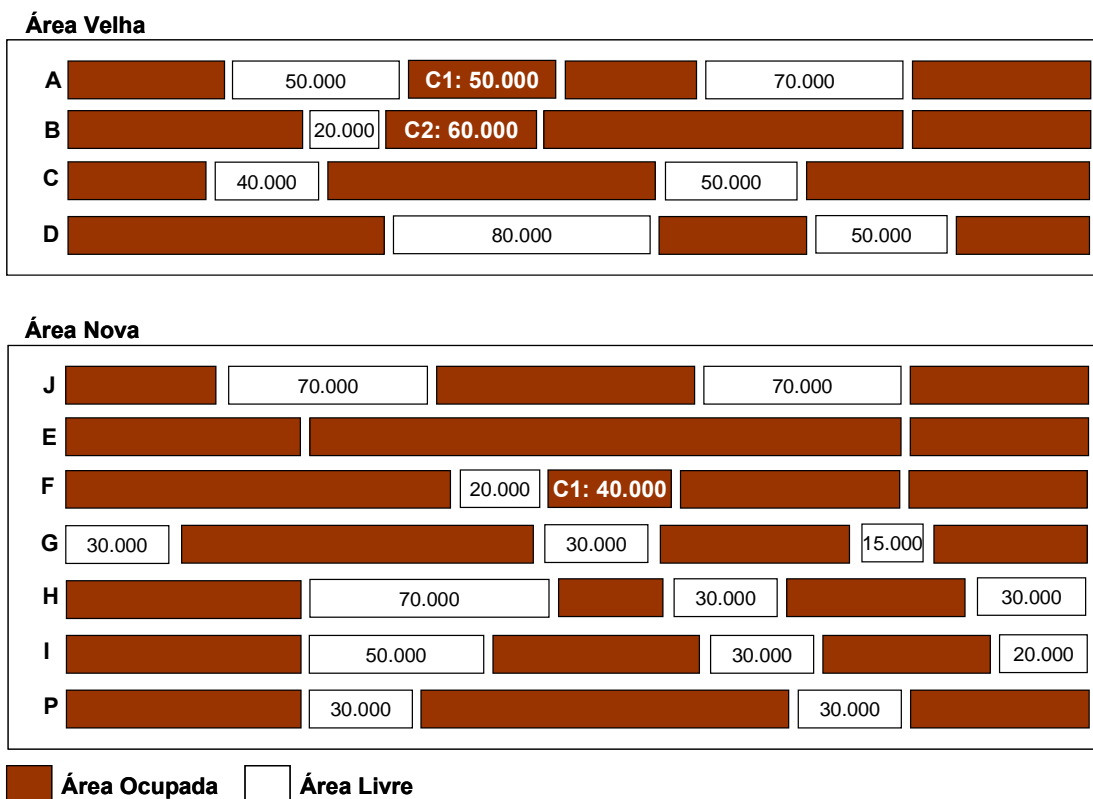 Área Velha
A 50.000 C1: 50.000 70.000
B 20.000 C2: 60.000
C 40.000 50.000
D 80.000 50.000
Área Nova
J 70.000 70.000
E
F 20.000 C1: 40.000
G 30.000 30.000 15.000
H 70.000 30.000 30.000
I 50.000 30.000 20.000
P 30.000 30.000
Área Ocupada Área Livre